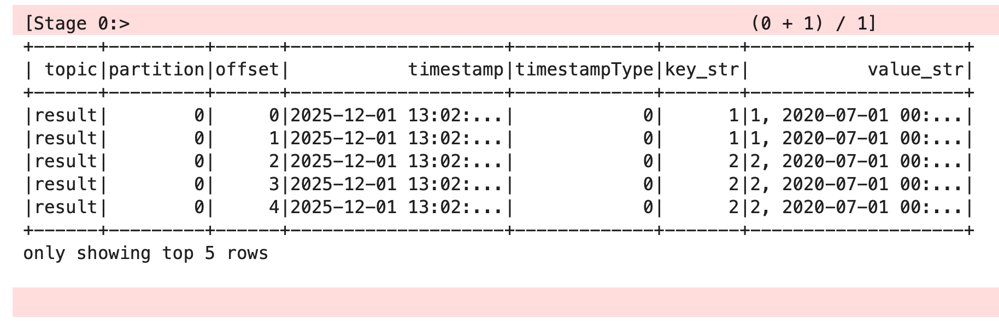 [Stage 0:>                                                          (0 + 1) / 1]
+------+---------+------+--------------------+-------------+-------+--------------------+
| topic|partition|offset|           timestamp|timestampType|key_str|           value_str|
+------+---------+------+--------------------+-------------+-------+--------------------+
|result|        0|     0|2025-12-01 13:02:...|            0|      1|1, 2020-07-01 00:...|
|result|        0|     1|2025-12-01 13:02:...|            0|      1|1, 2020-07-01 00:...|
|result|        0|     2|2025-12-01 13:02:...|            0|      2|2, 2020-07-01 00:...|
|result|        0|     3|2025-12-01 13:02:...|            0|      2|2, 2020-07-01 00:...|
|result|        0|     4|2025-12-01 13:02:...|            0|      2|2, 2020-07-01 00:...|
+------+---------+------+--------------------+-------------+-------+--------------------+
only showing top 5 rows